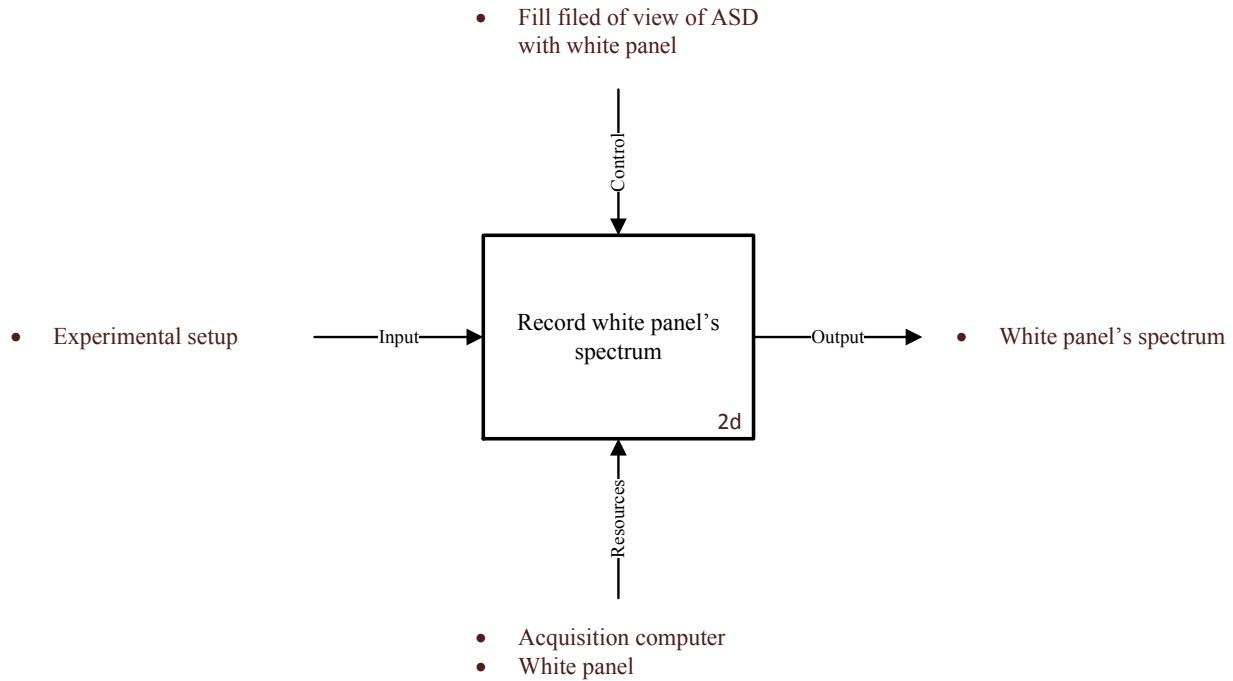 • Fill filed of view of ASD
with white panel
Control
• Experimental setup
Input
Record white panel’s
spectrum
2d
Output
• White panel’s spectrum
Resources
• Acquisition computer
• White panel